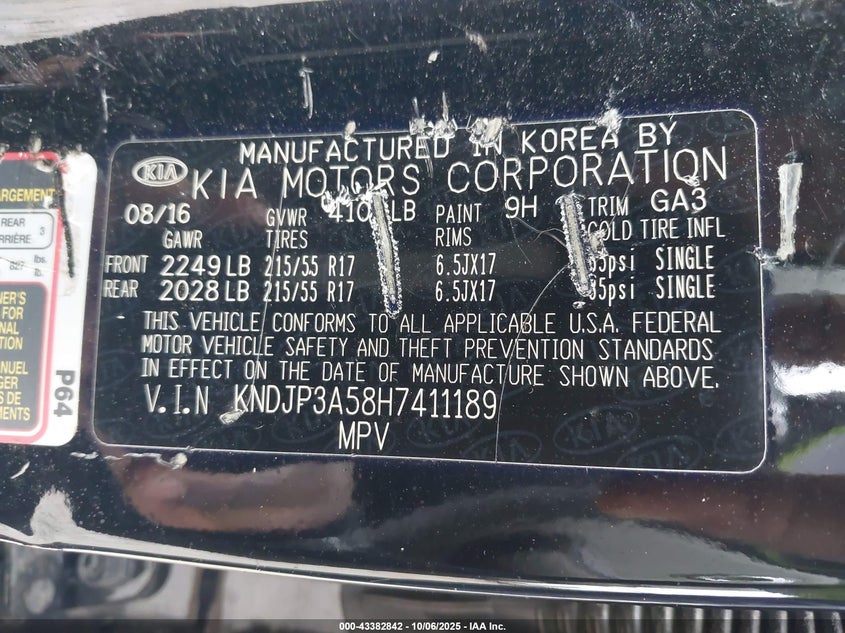 MANUFACTURED IN KOREA BY
KIA KIA MOTORS CORPORATION
08/16 GVWR PAINT 9H TRIM GA3
GAWR TIRES RIMS COLD TIRE INFL
FRONT 2249 LB 215/55 R17 6.5JX17 SINGLE
REAR 2028 LB 215/55 R17 6.5JX17 SINGLE
THIS VEHICLE CONFORMS TO ALL APPLICABLE U.S.A. FEDERAL
MOTOR VEHICLE SAFETY AND THEFT PREVENTION STANDARDS
IN EFFECT ON THE DATE OF MANUFACTURE SHOWN ABOVE.
V.I.N KNDJP3A58H7411189
MPV
REAR 3
P64
000-43382842 - 10/06/2025 - IAA Inc.